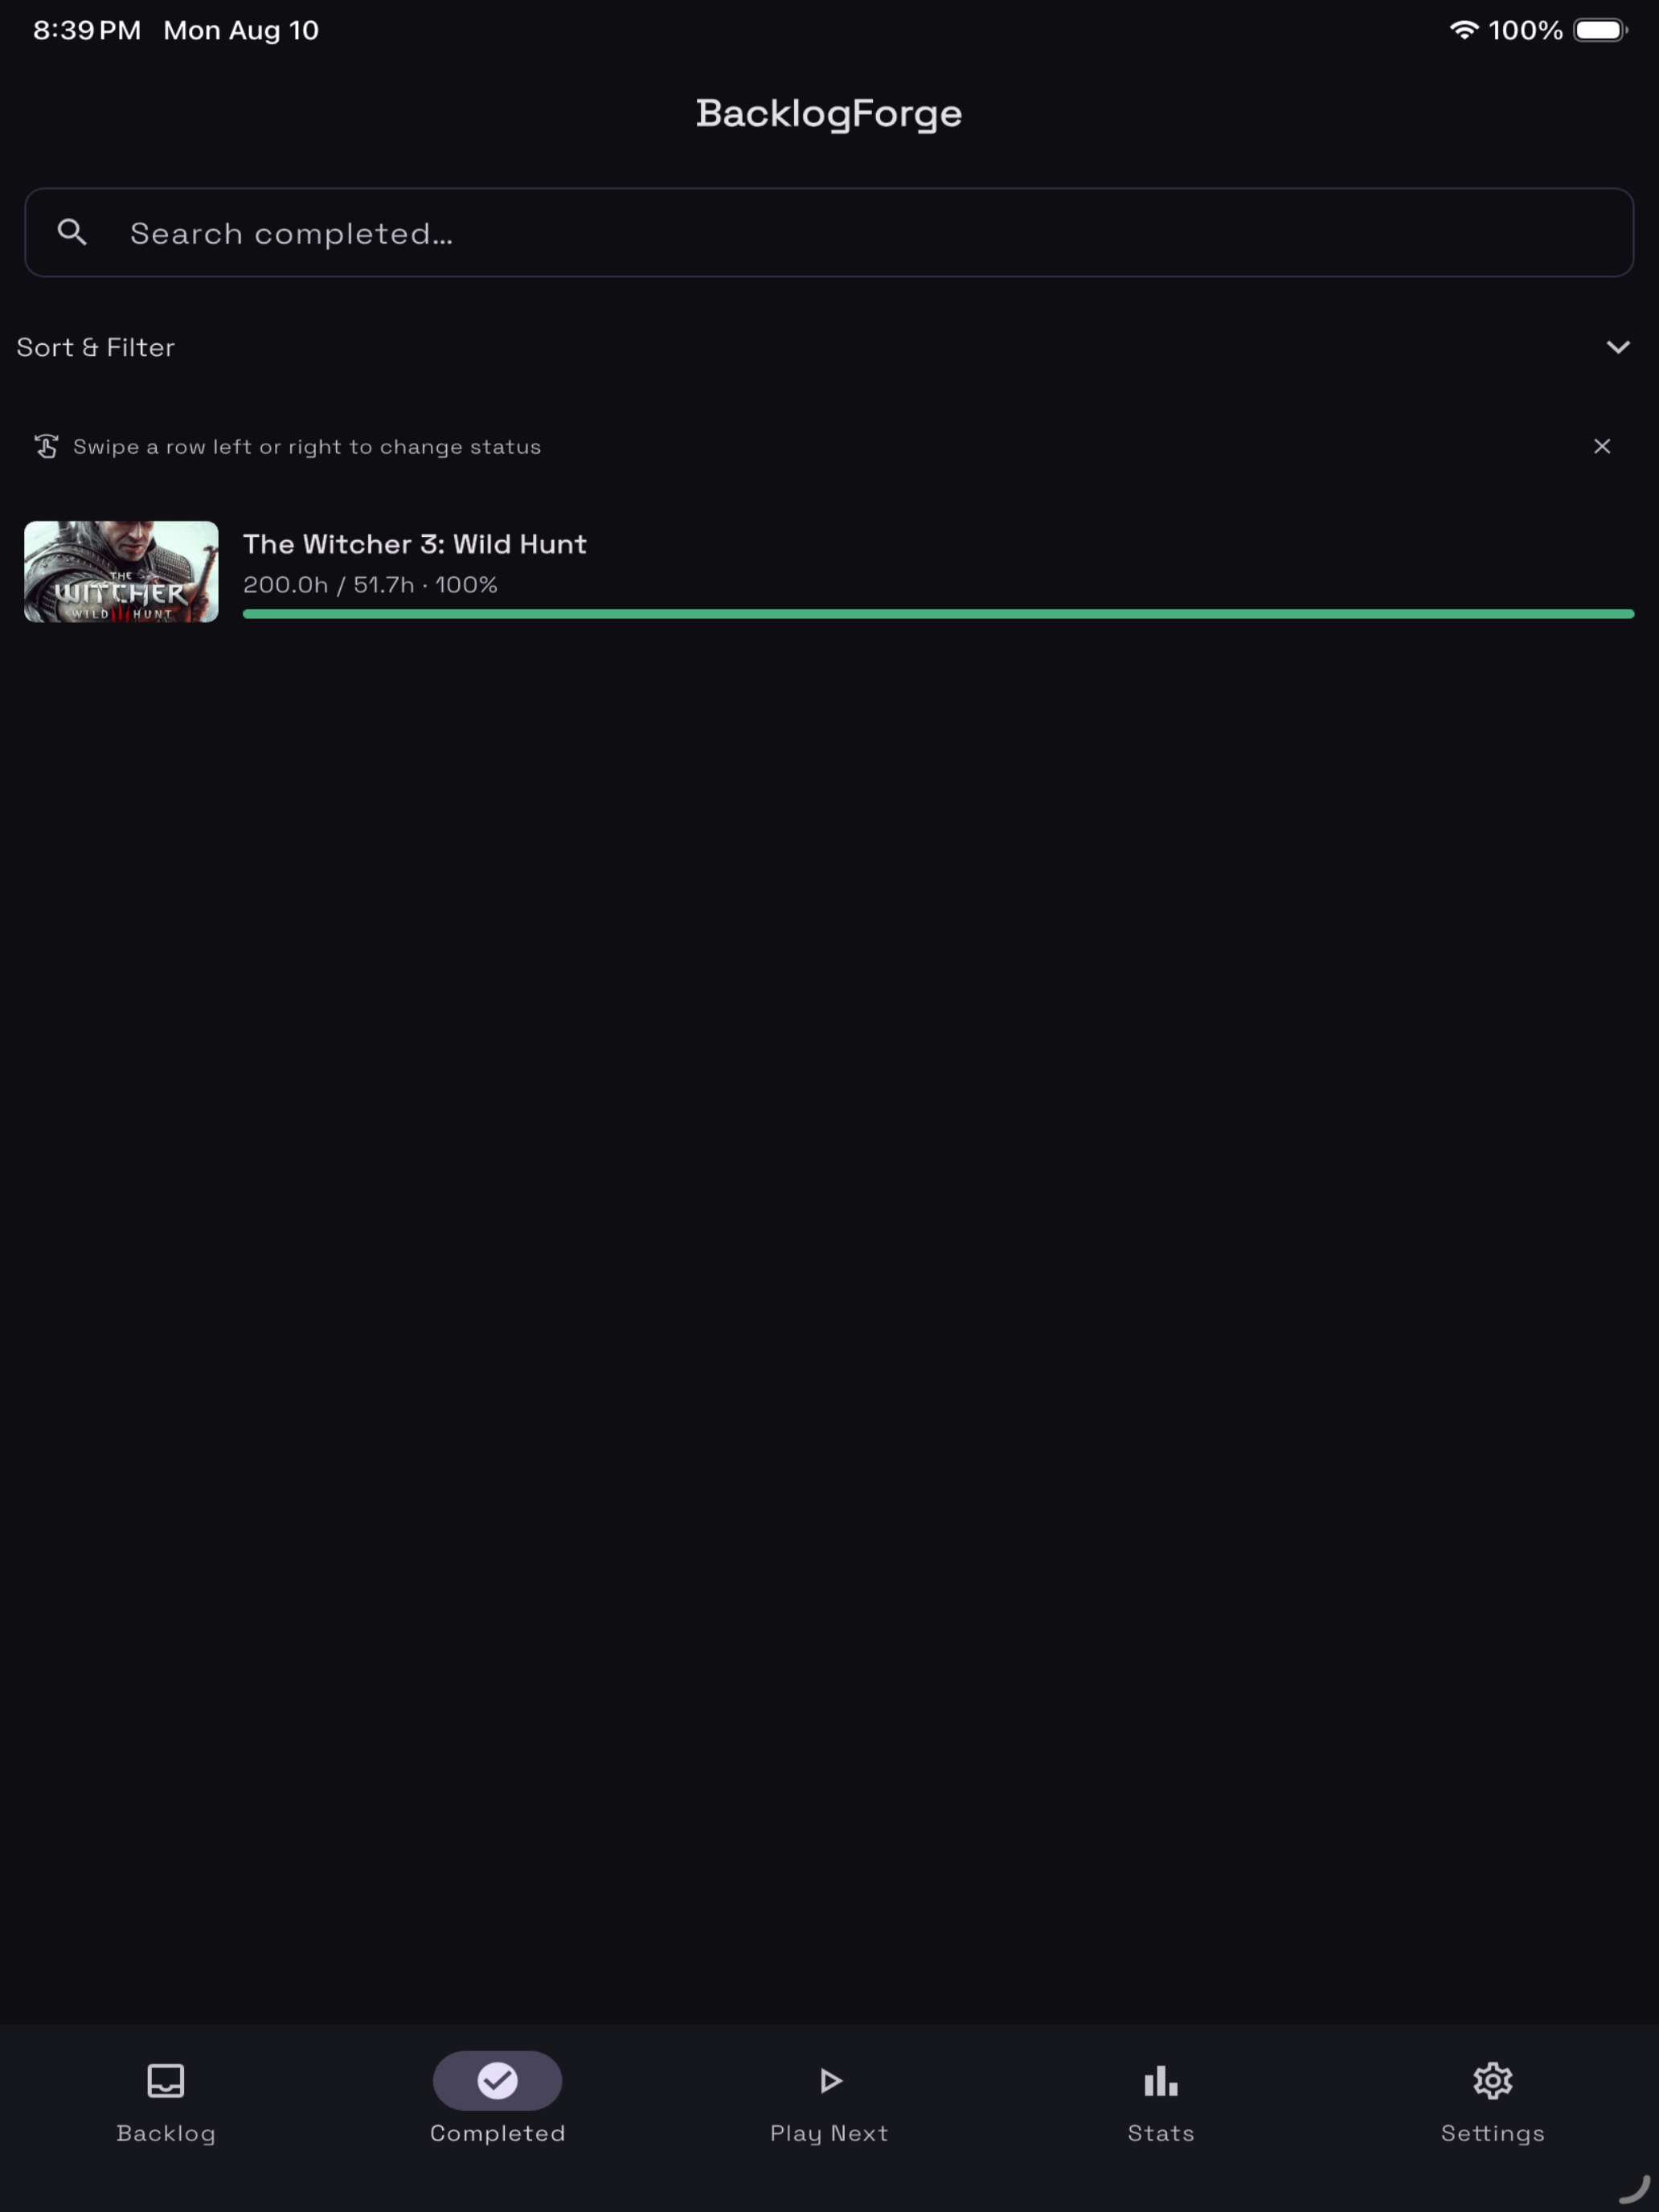 8:39 PM Mon Aug 10 100%
BacklogForge
Search completed...
Sort & Filter
Swipe a row left or right to change status
The Witcher 3: Wild Hunt
200.0h / 51.7h · 100%
THE
WITCHER
WILD III HUNT
Backlog Completed Play Next Stats Settings